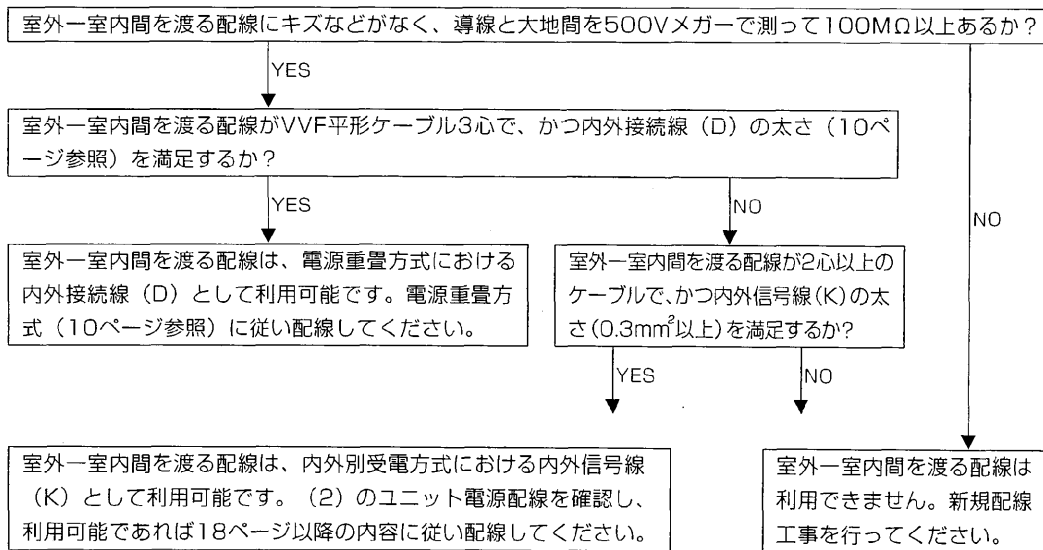 室外ー室内間を渡る配線にキズなどがなく、導線と大地間を500Vメガーで測って100MΩ以上あるか？
YES
室外ー室内間を渡る配線がVVF平形ケーブル3心で、かつ内外接続線（D）の太さ（10ペ
ージ参照）を満足するか？
YES
NO
NO
室外ー室内間を渡る配線は、電源重畳方式における
内外接続線（D）として利用可能です。電源重畳方
式（10ページ参照）に従い配線してください。
室外ー室内間を渡る配線が2心以上の
ケーブルで、かつ内外信号線(K)の太
さ(0.3mm²以上)を満足するか?
YES
NO
室外ー室内間を渡る配線は、内外別受電方式における内外信号線
（K）として利用可能です。（2）のユニット電源配線を確認し、
利用可能であれば18ページ以降の内容に従い配線してください。
室外ー室内間を渡る配線は
利用できません。新規配線
工事を行ってください。